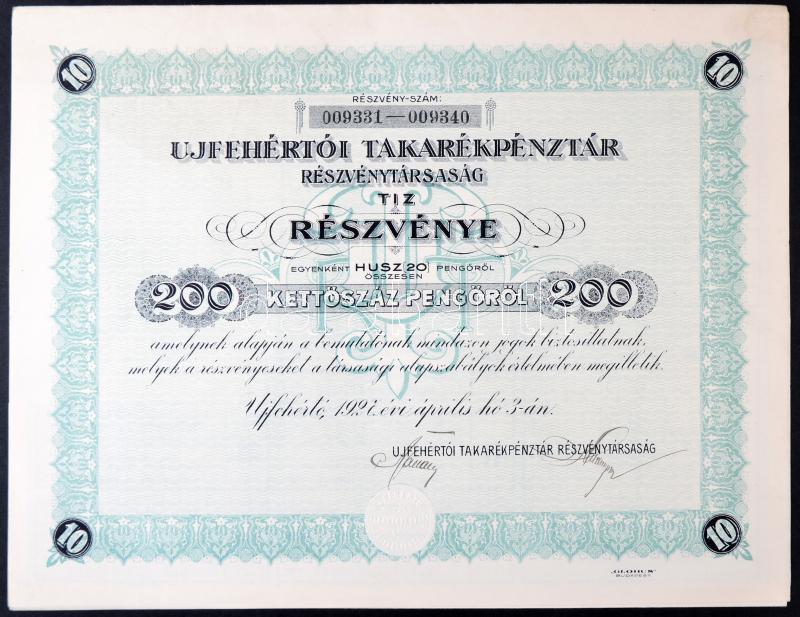 10
10
RÉSZVÉNY-SZÁM:
009331—009340
UJFEHÉRTÓI TAKARÉKPÉNZTÁR
RÉSZVÉNYTÁRSASÁG
TIZ
RÉSZVÉNYE
EGYENKÉNT HUSZ(20) PENGŐRŐL
ÖSSZESEN
200 KETTŐSZÁZ PENGŐRŐL 200
amelynek alapján a bemutatónak mindazon jogok biztosittatnak,
melyek a részvényeseket a társasági alapszabályok értelmében megilletik.
Ujfehértó, 1927. évi április hó 3-án.
UJFEHÉRTÓI TAKARÉKPÉNZTÁR RÉSZVÉNYTÁRSASÁG
10
10
„GLOBUS"
BUDAPEST